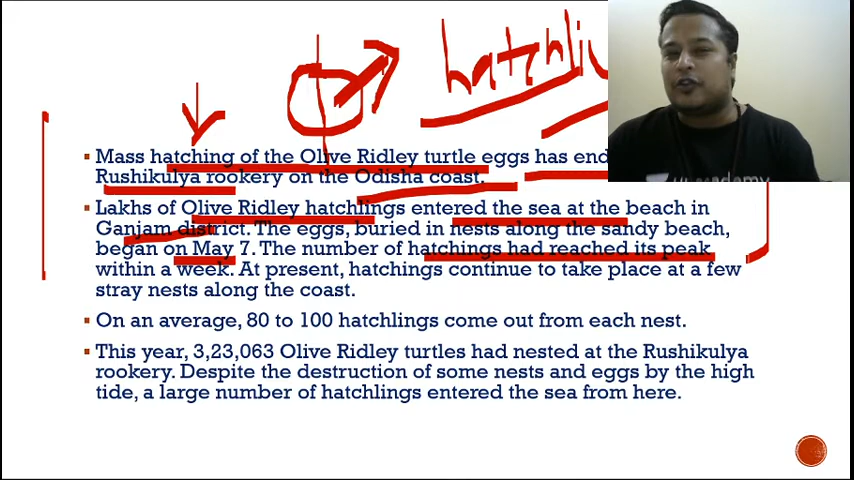 hatchli
Mass hatching of the Olive Ridley turtle eggs has end
Rushikulya rookery on the Odisha coast.
Lakhs of Olive Ridley hatchlings entered the sea at the beach in
Ganjam district. The eggs, buried in nests along the sandy beach,
began on May 7. The number of hatchings had reached its peak
within a week. At present, hatchings continue to take place at a few
stray nests along the coast.
On an average, 80 to 100 hatchlings come out from each nest.
This year, 3,23,063 Olive Ridley turtles had nested at the Rushikulya
rookery. Despite the destruction of some nests and eggs by the high
tide, a large number of hatchlings entered the sea from here.